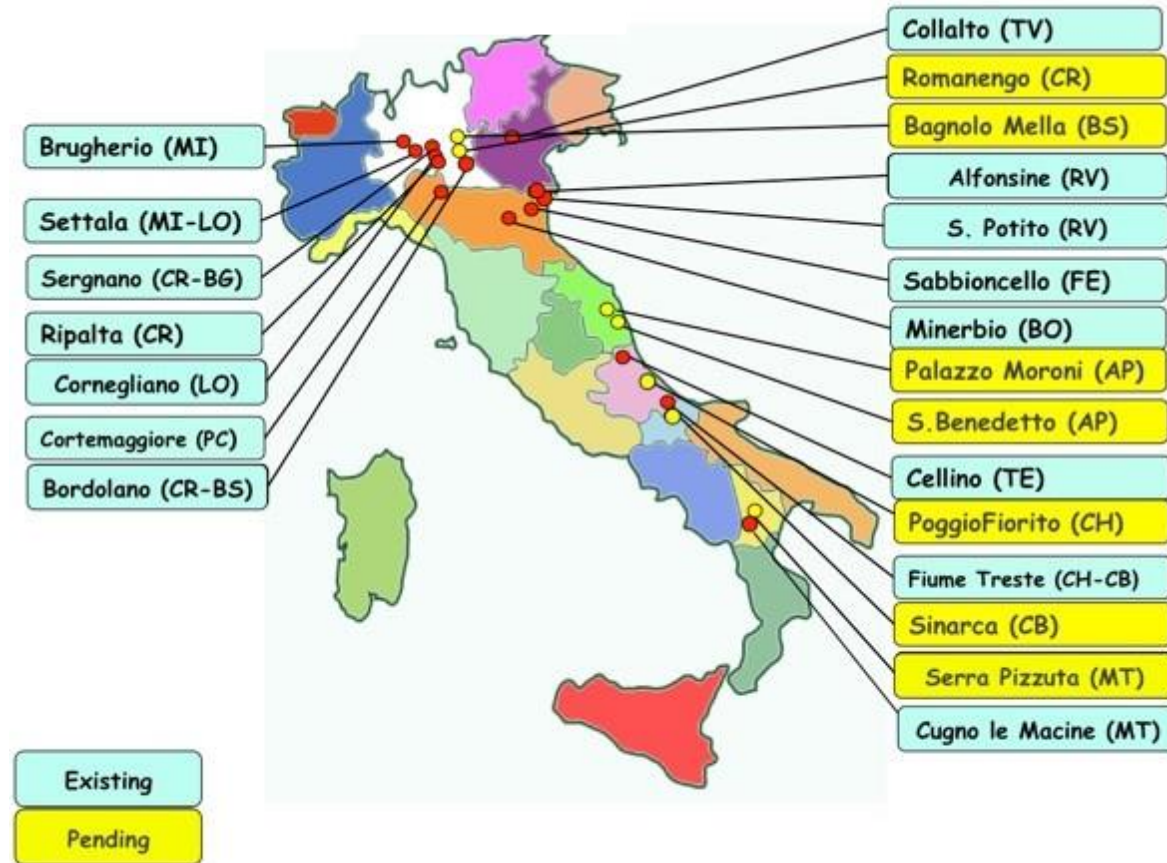 Brugherio (MI)
Settala (MI-LO)
Sergnano (CR-BG)
Ripalta (CR)
Cornegliano (LO)
Cortemaggiore (PC)
Bordolano (CR-BS)
Collalto (TV)
Romanengo (CR)
Bagnolo Mella (BS)
Alfonsine (RV)
S. Potito (RV)
Sabbioncello (FE)
Minerbio (BO)
Palazzo Moroni (AP)
S.Benedetto (AP)
Cellino (TE)
PoggioFiorito (CH)
Fiume Treste (CH-CB)
Sinarca (CB)
Serra Pizzuta (MT)
Cugno le Macine (MT)
Existing
Pending